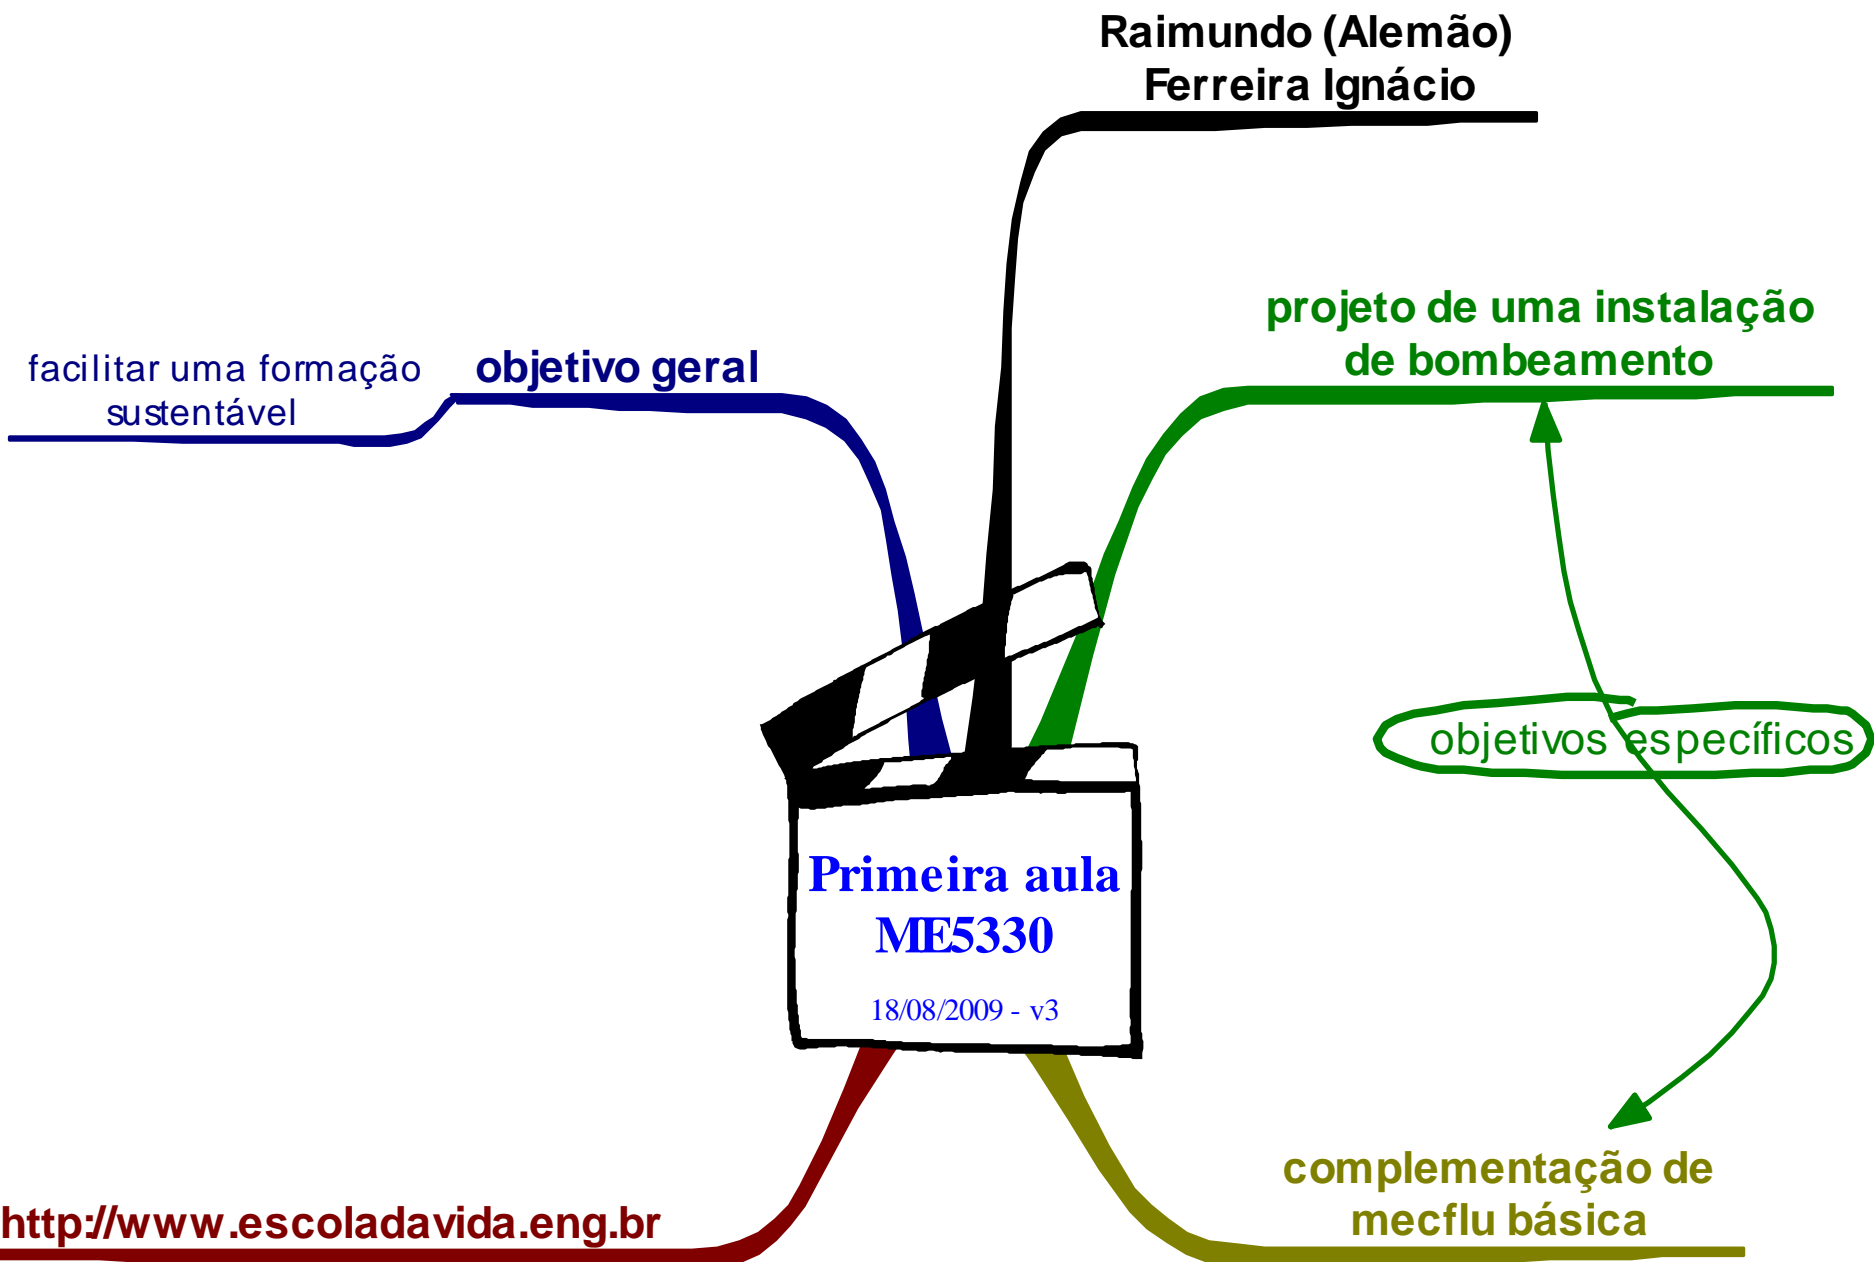 Raimundo (Alemão)
Ferreira Ignácio
projeto de uma instalação
de bombeamento
facilitar uma formação
sustentável
objetivo geral
objetivos específicos
Primeira aula
ME5330
18/08/2009 - v3
complementação de
mecflu básica
http://www.escoladavida.eng.br